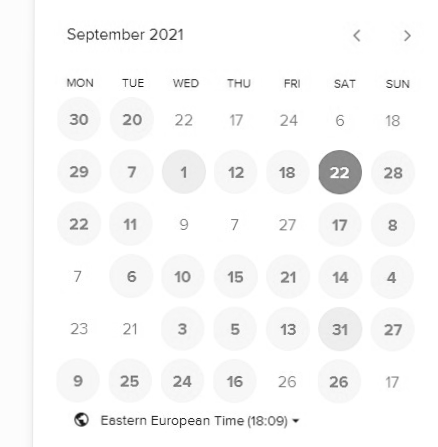 September 2021
MON TUE WED THU FRI SAT SUN
30 20 22 17 24 6 18
29 7 1 12 18 22 28
22 11 9 7 27 17 8
7 6 10 15 21 14 4
23 21 3 5 13 31 27
9 25 24 16 26 26 17
Eastern European Time (18:09)